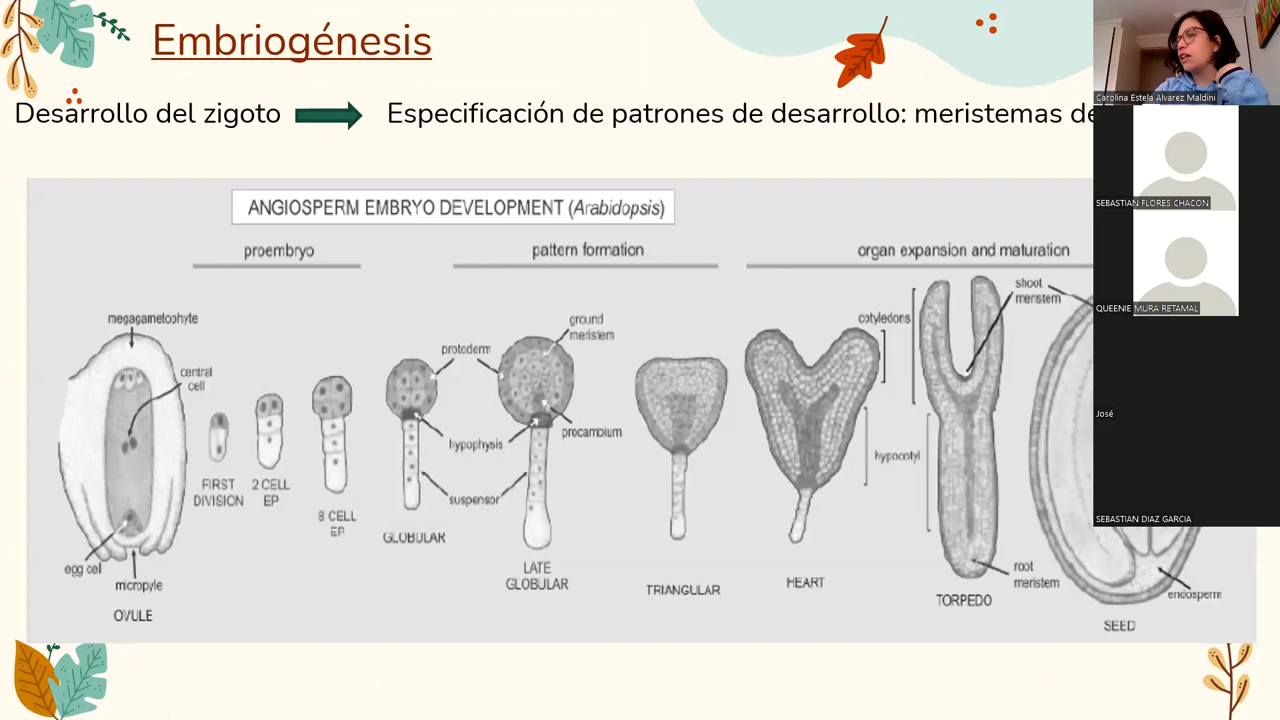 Embriogénesis
Desarrollo del zigoto
Especificación de patrones de desarrollo: meristemas de
ANGIOSPERM EMBRYO DEVELOPMENT (Arabidopsis)
proembryo
pattern formation
organ expansion and maturation
megagametophyte
central
cell
egg cell
micropyle
OVULE
FIRST
DIVISION
2 CELL
EP
8 CELL
EP
protoderm
hypophysis
suspensor
GLOBULAR
ground
meristem
procambium
LATE
GLOBULAR
TRIANGULAR
cotyledons
hypocotyl
HEART
shoot
meristem
root
meristem
TORPEDO
endosperm
SEED
Carolina Estela Alvarez Maldini
SEBASTIAN FLORES CHACON
QUEENIE MURA RETAMAL
José
SEBASTIAN DIAZ GARCIA